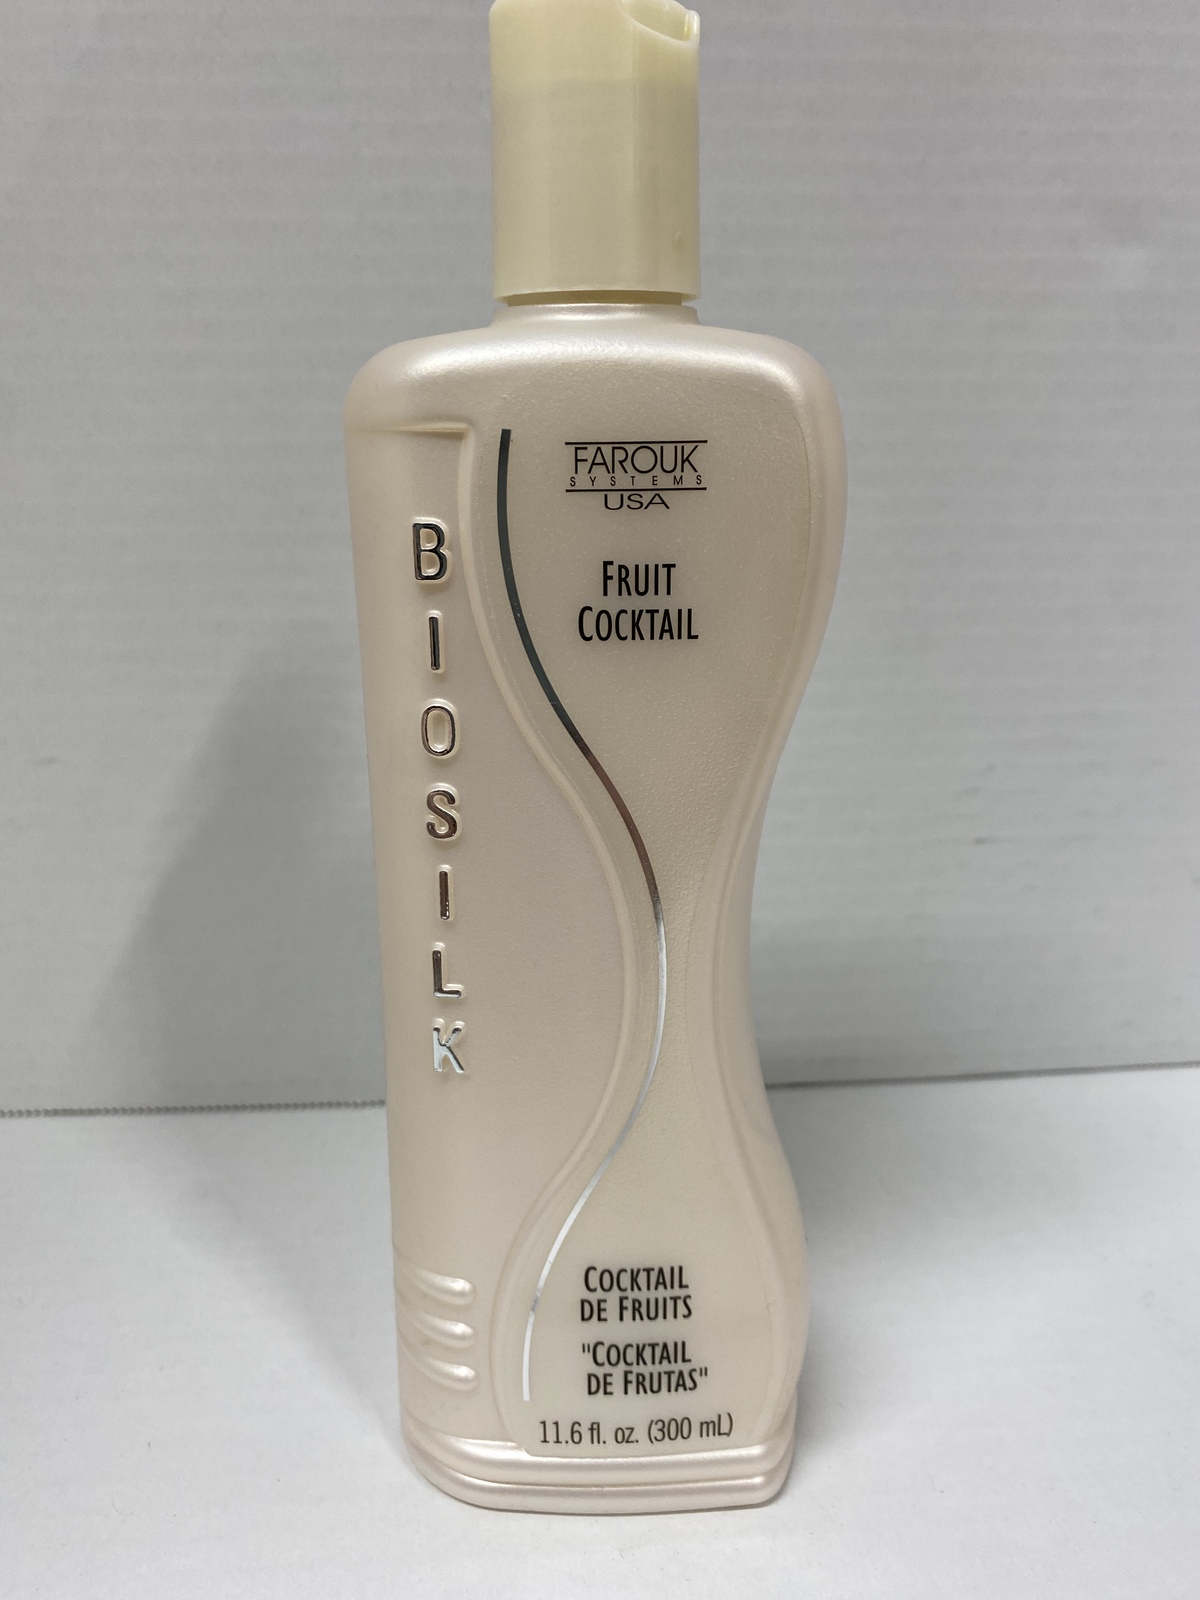 BIOSILK
FAROUK
SYSTEMS
USA
FRUIT
COCKTAIL
COCKTAIL
DE FRUITS
"COCKTAIL
DE FRUTAS"
11.6 fl. oz. (300 mL)